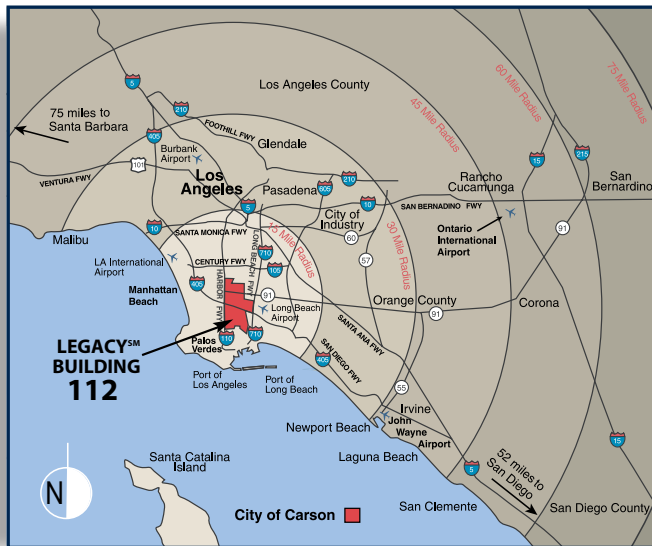 Los Angeles County
75 miles to
Santa Barbara
5
210
405
FOOTHILL FWY
Glendale
Burbank
Airport
101
VENTURA FWY
Los
Angeles
Pasadena
605
210
45 Mile Radius
60 Mile Radius
75 Mile Radius
15
215
Rancho
Cucamunga
San
Bernardino
5
City of
Industry
10
SAN BERNADINO FWY
Malibu
10
SANTA MONICA FWY
LONG BEACH FWY
15 Mile Radius
60
30 Mile Radius
Ontario
International
Airport
91
LA International
Airport
CENTURY FWY
710
105
57
Manhattan
Beach
405
HARBOR FWY
91
Long Beach
Airport
Orange County
91
Corona
LEGACY℠
BUILDING
112
Palos
Verdes
110
710
SANTA ANA FWY
SAN DIEGO FWY
405
Port of
Los Angeles
Port of
Long Beach
55
Irvine
John
Wayne
Airport
Newport Beach
Laguna Beach
15
Santa Catalina
Island
5
52 miles to
San Diego
N
San Clemente
San Diego County
City of Carson